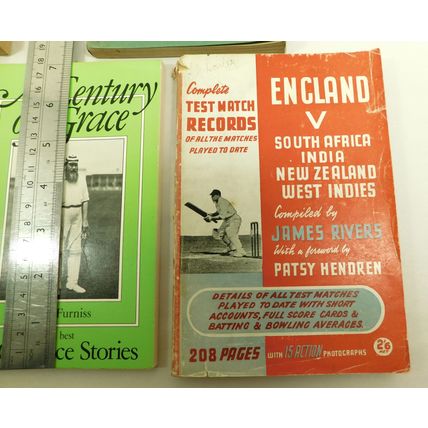 Century
Grace
Furniss
best
ce Stories
Complete
TEST MATCH
RECORDS
OF ALL THE MATCHES
PLAYED TO DATE
ENGLAND
V
SOUTH AFRICA
INDIA
NEW ZEALAND
WEST INDIES
Compiled by
JAMES RIVERS
With a foreword by
PATSY HENDREN
DETAILS OF ALL TEST MATCHES
PLAYED TO DATE WITH SHORT
ACCOUNTS, FULL SCORE CARDS &
BATTING & BOWLING AVERAGES.
208 PAGES WITH 15 ACTION PHOTOGRAPHS
2/6
NET